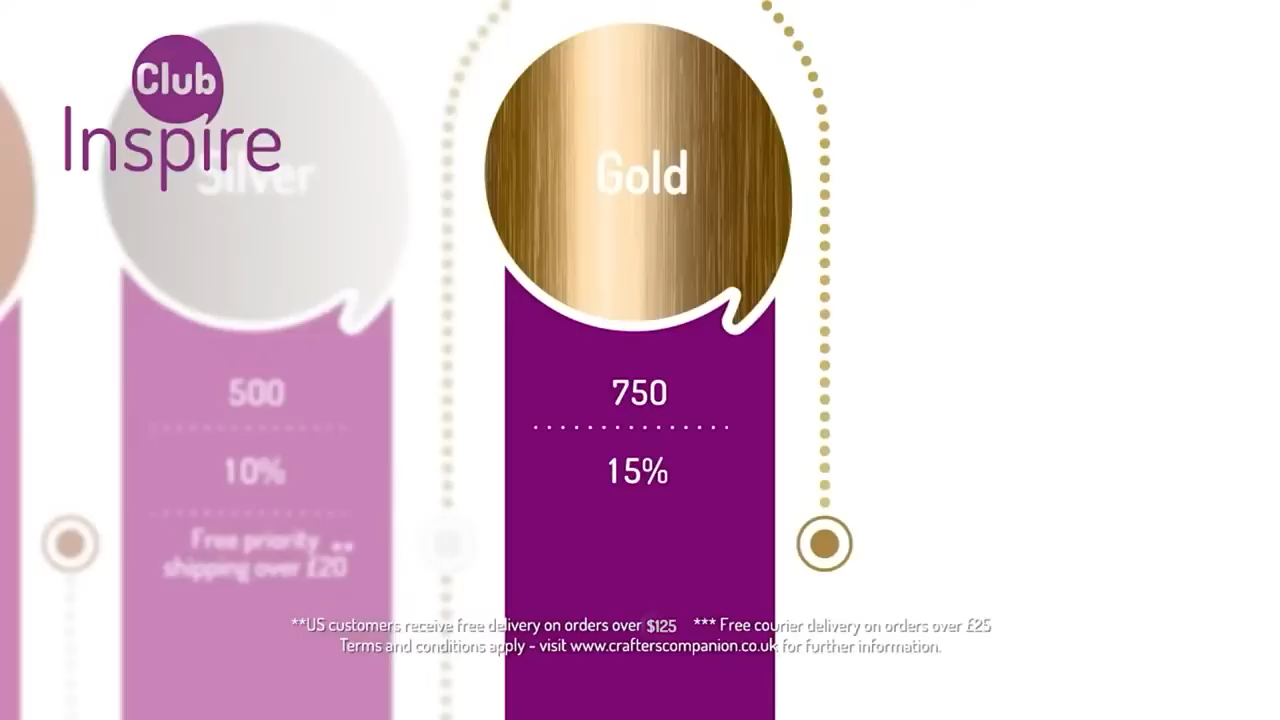 Club
Inspire
Silver
Gold
500
750
10%
15%
Free priority **
shipping over £20
**US customers receive free delivery on orders over $125 *** Free courier delivery on orders over £25
Terms and conditions apply - visit www.crafterscompanion.co.uk for further information.